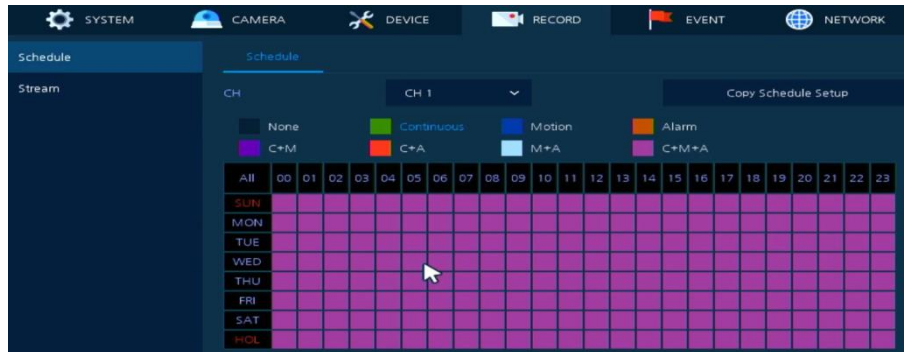 SYSTEM CAMERA DEVICE RECORD EVENT NETWORK
Schedule
Stream
Schedule
CH CH 1 Copy Schedule Setup
None Continuous Motion Alarm
C+M C+A M+A C+M+A
All 00 01 02 03 04 05 06 07 08 09 10 11 12 13 14 15 16 17 18 19 20 21 22 23
SUN
MON
TUE
WED
THU
FRI
SAT
HOL